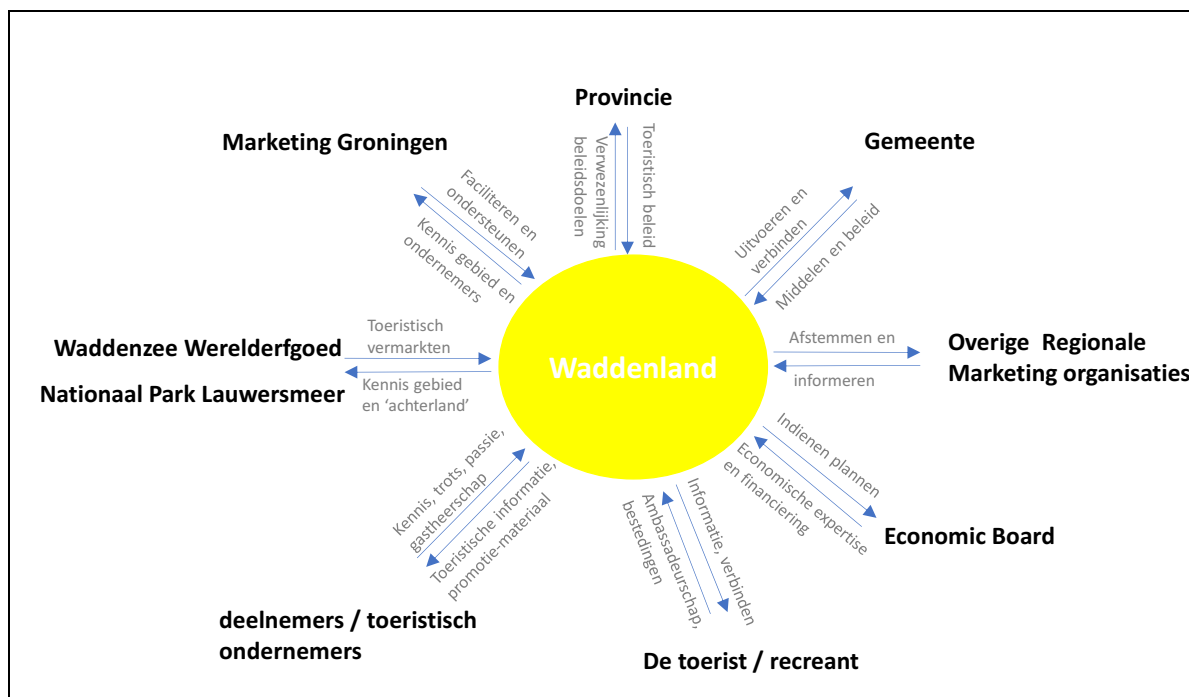 Provincie
Marketing Groningen
Gemeente
Faciliteren en
ondersteunen
Kennis gebied en
ondernemers
Verwezenlijking
beleidsdoelen
Toeristisch beleid
Uitvoeren en
verbinden
Middelen en beleid
Waddenzee Werelderfgoed
Nationaal Park Lauwersmeer
Toeristisch
vermarkten
Kennis gebied
en ‘achterland’
Waddenland
Afstemmen en
informeren
Overige  Regionale
Marketing organisaties
Kennis, trots, passie,
gastheerschap
Toeristische informatie,
promotie-materiaal
Ambassadeurschap,
bestedingen
Informatie, verbinden
Indienen plannen
Economische expertise
en financiering
Economic Board
deelnemers / toeristisch
ondernemers
De toerist / recreant